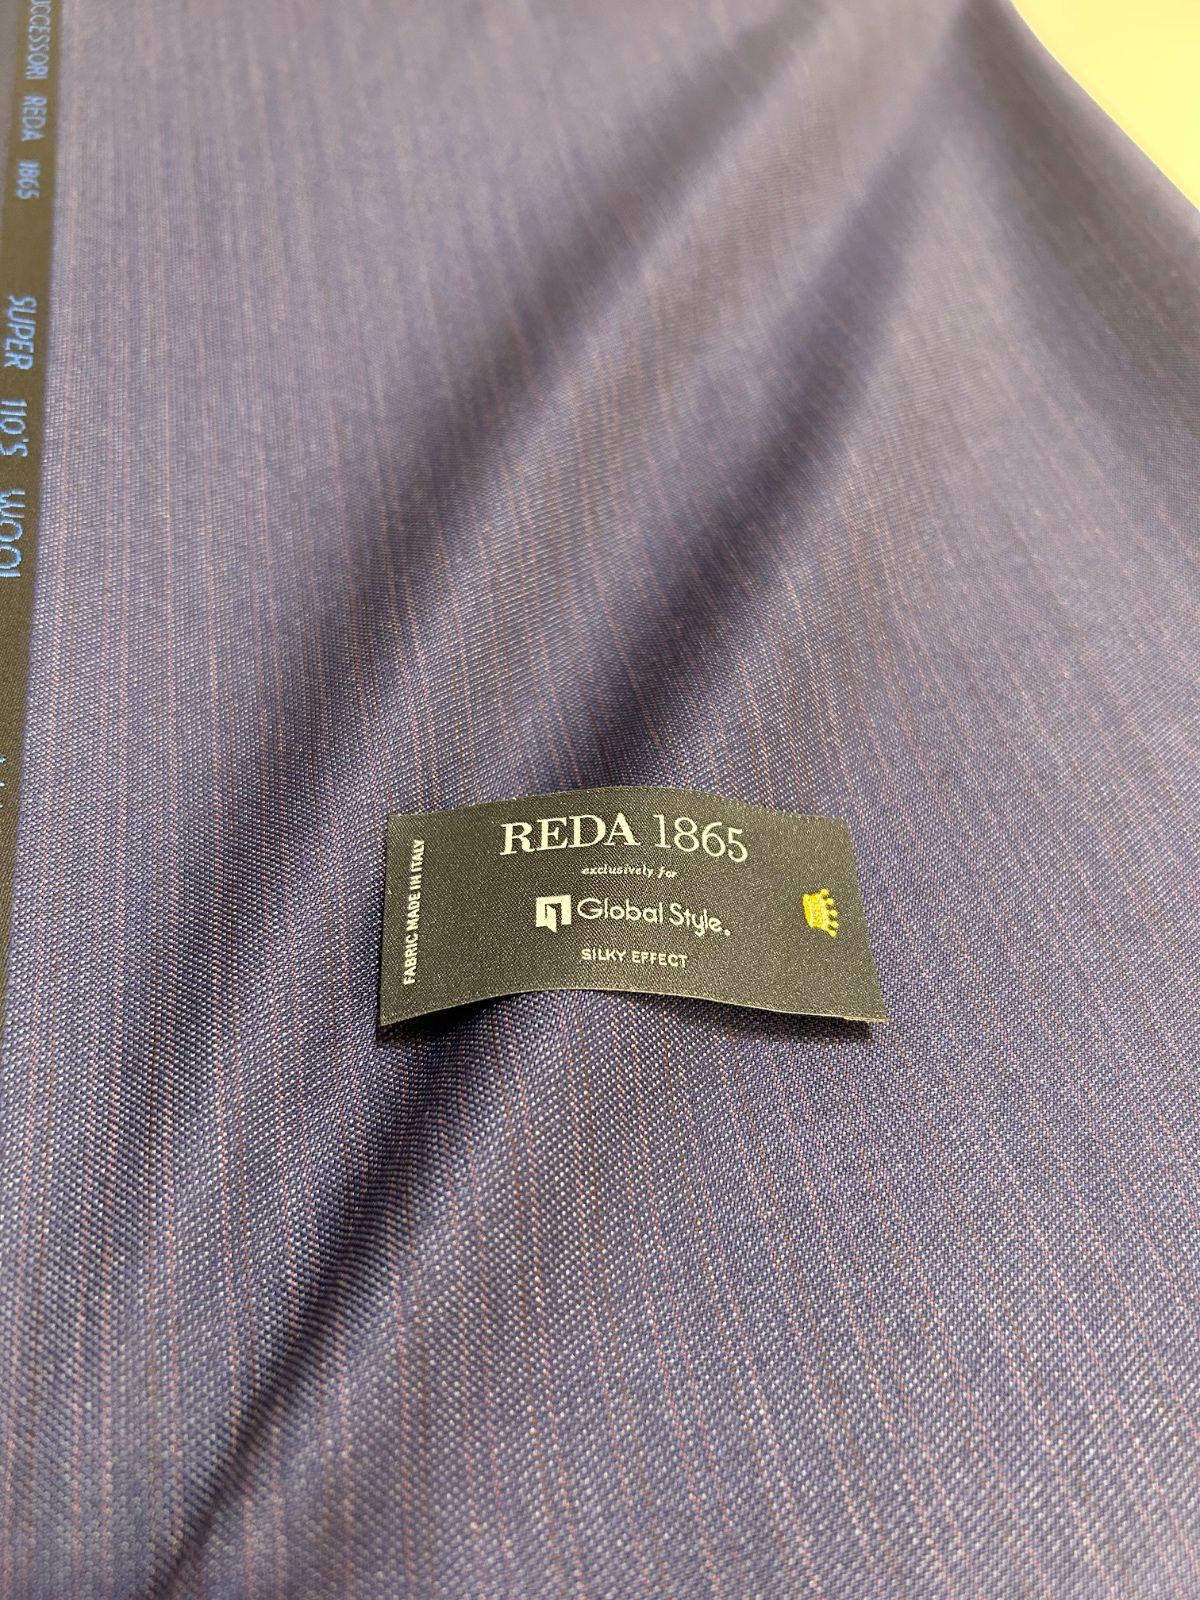 SUCCESSORI REDA 1865
SUPER 110'S WOOL
REDA 1865
exclusively for
Global Style.
SILKY EFFECT
FABRIC MADE IN ITALY